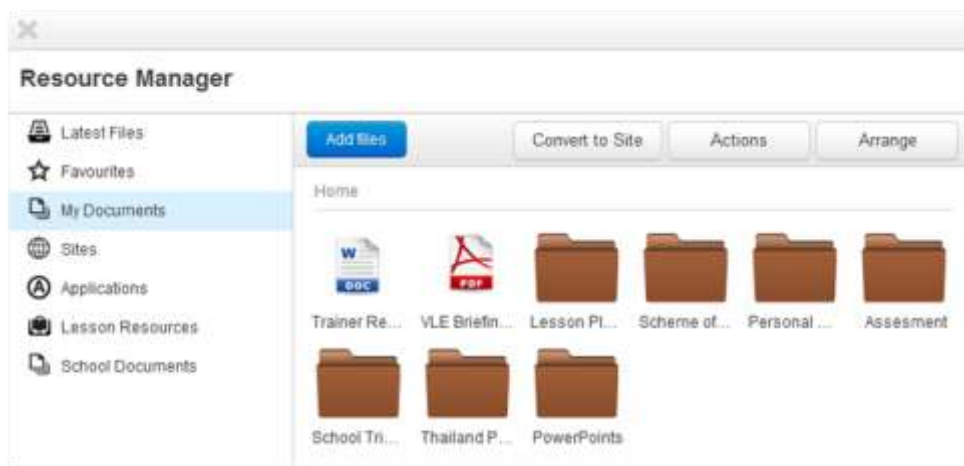 Resource Manager
Latest Files
Favourites
My Documents
Sites
Applications
Lesson Resources
School Documents
Add files
Convert to Site
Actions
Arrange
Home
W
DOC
PDF
Trainer Re...
VLE Briefin...
Lesson Pl...
Scheme of...
Personal ...
Assesment
School Tri...
Thailand P...
PowerPoints